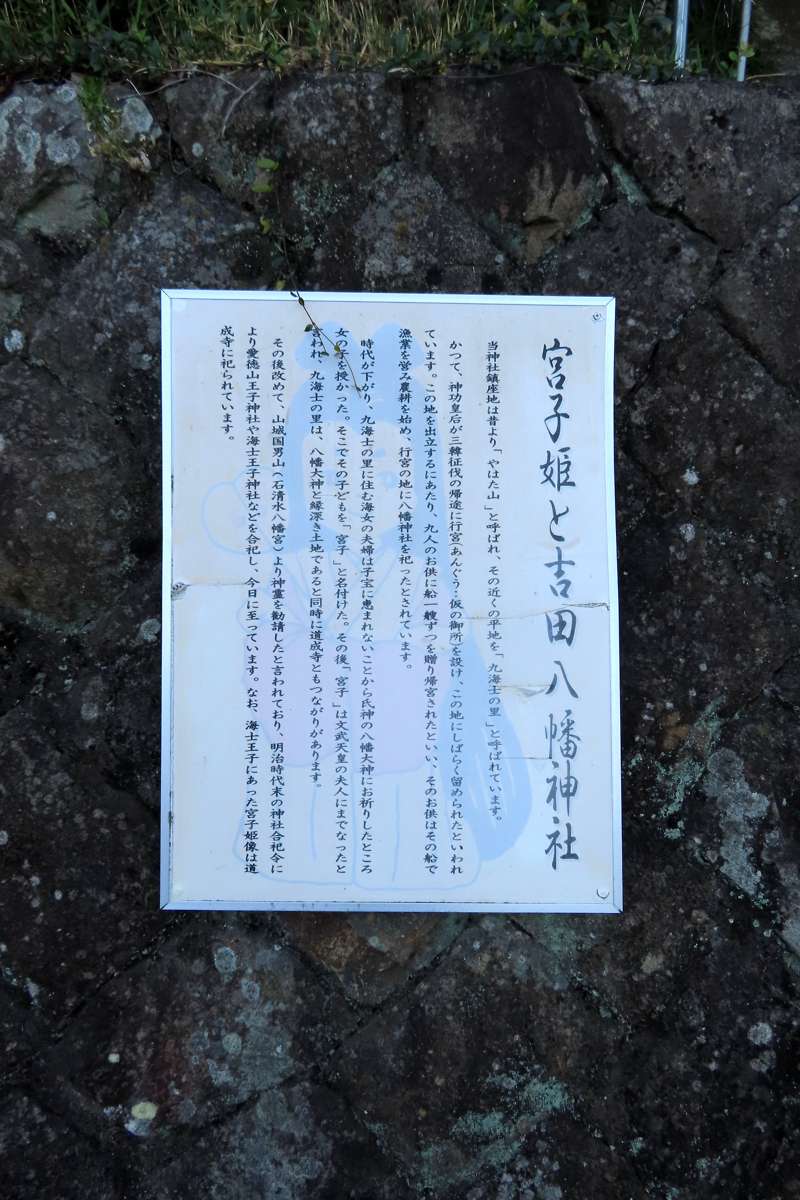 宮子姫と吉田八幡神社
当神社鎮座地は昔より「やはた山」と呼ばれ、その近くの平地を「九海士の里」と呼ばれています。
かつて、神功皇后が三韓征伐の帰途に行宮(あんぐう：仮の御所)を設け、この地にしばらく留められたといわれ
ています。この地を出立するにあたり、九人のお供に船一艘ずつを贈り帰宮されたといい、そのお供はその船で
漁業を営み農耕を始め、行宮の地に八幡神社を祀ったとされています。
時代が下がり、九海士の里に住む海女の夫婦は子宝に恵まれないことから氏神の八幡大神にお祈りしたところ
女の子を授かった。そこでその子どもを「宮子」と名付けた。その後「宮子」は文武天皇の夫人にまでなったと
言われ、九海士の里は、八幡大神と縁深き土地であると同時に道成寺ともつながりがあります。
その後改めて、山城国男山(石清水八幡宮)より神霊を勧請したと言われており、明治時代末の神社合祀令に
より愛徳山王子神社や海士王子神社などを合祀し、今日に至っています。なお、海士王子にあった宮子姫像は道
成寺に祀られています。